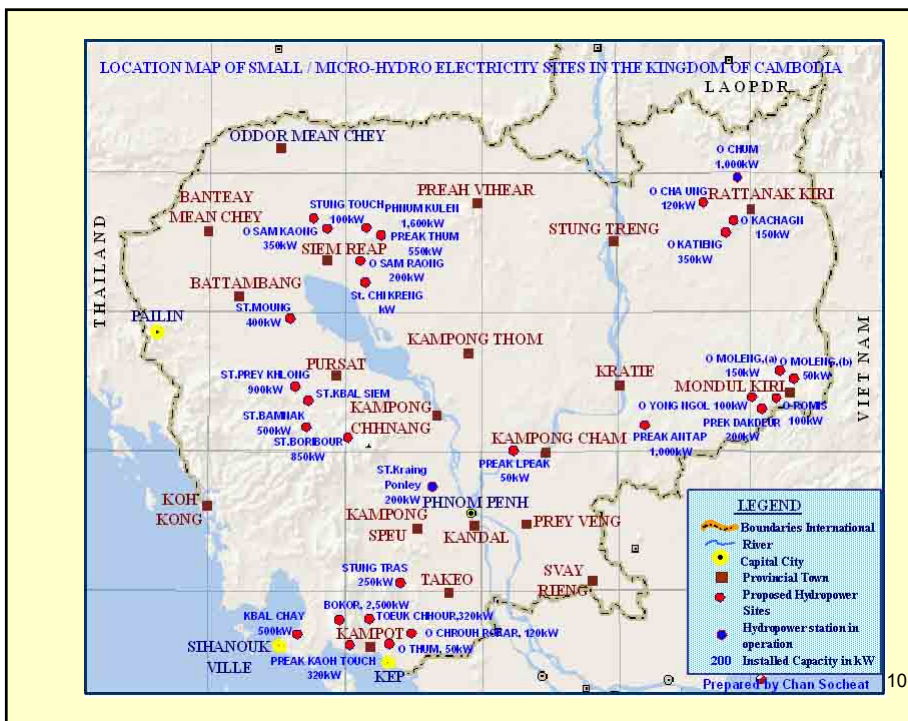 LOCATION MAP OF SMALL / MICRO-HYDRO ELECTRICITY SITES IN THE KINGDOM OF CAMBODIA
LAOPDR
ODDOR MEAN CHEY
O CHUM
1.000kW
BANTEAY
MEAN CHEY
STUNG TOUCH
100kW
PHNUM KULEN
1,600kW
PREAH VIHEAR
O CHA UNG
120kW
RATTANAK KIRI
O SAM KAONG
350kW
PREAK THUM
550kW
O KACHAGN
150kW
STUNG TRENG
O KATIENG
350kW
SIEM REAP
O SAM RAONG
200kW
THAILAND
BATTAMBANG
St. CHI KRENG
kW
PAILIN
ST.MOUNG
400kW
KAMPONG THOM
VIET NAM
PURSAT
KRATIE
O MOLENG,(a)
150kW
O MOLENG,(b)
50kW
ST.PREY KHLONG
900kW
ST.KBAL SIEM
MONDUL KIRI
KAMPONG
CHHNANG
O YONG NGOL 100kW
O ROMIS
100kW
ST.BAMNAK
500kW
PREK DAKDEUR
200kW
ST.BORIBOUR
850kW
KAMPONG CHAM
PREAK ANTAP
1,000kW
PREAK LPEAK
50kW
ST.Kraing
Ponley
200kW
PHNOM PENH
KOH
KONG
KAMPONG
SPEU
KANDAL
PREY VENG
STUNG TRAS
250kW
TAKEO
SVAY
RIENG
BOKOR, 2,500kW
KBAL CHAY
500kW
TOEUK CHHOUR,320kW
KAMPOT
O CHROUH ROBAR, 120kW
O THUM, 50kW
SIHANOUK
VILLE
PREAK KAOH TOUCH
320kW
KEP
LEGEND
Boundaries International
River
Capital City
Provincial Town
Proposed Hydropower
Sites
Hydropower station in
operation
200 Installed Capacity in kW
Prepared by Chan Socheat
10